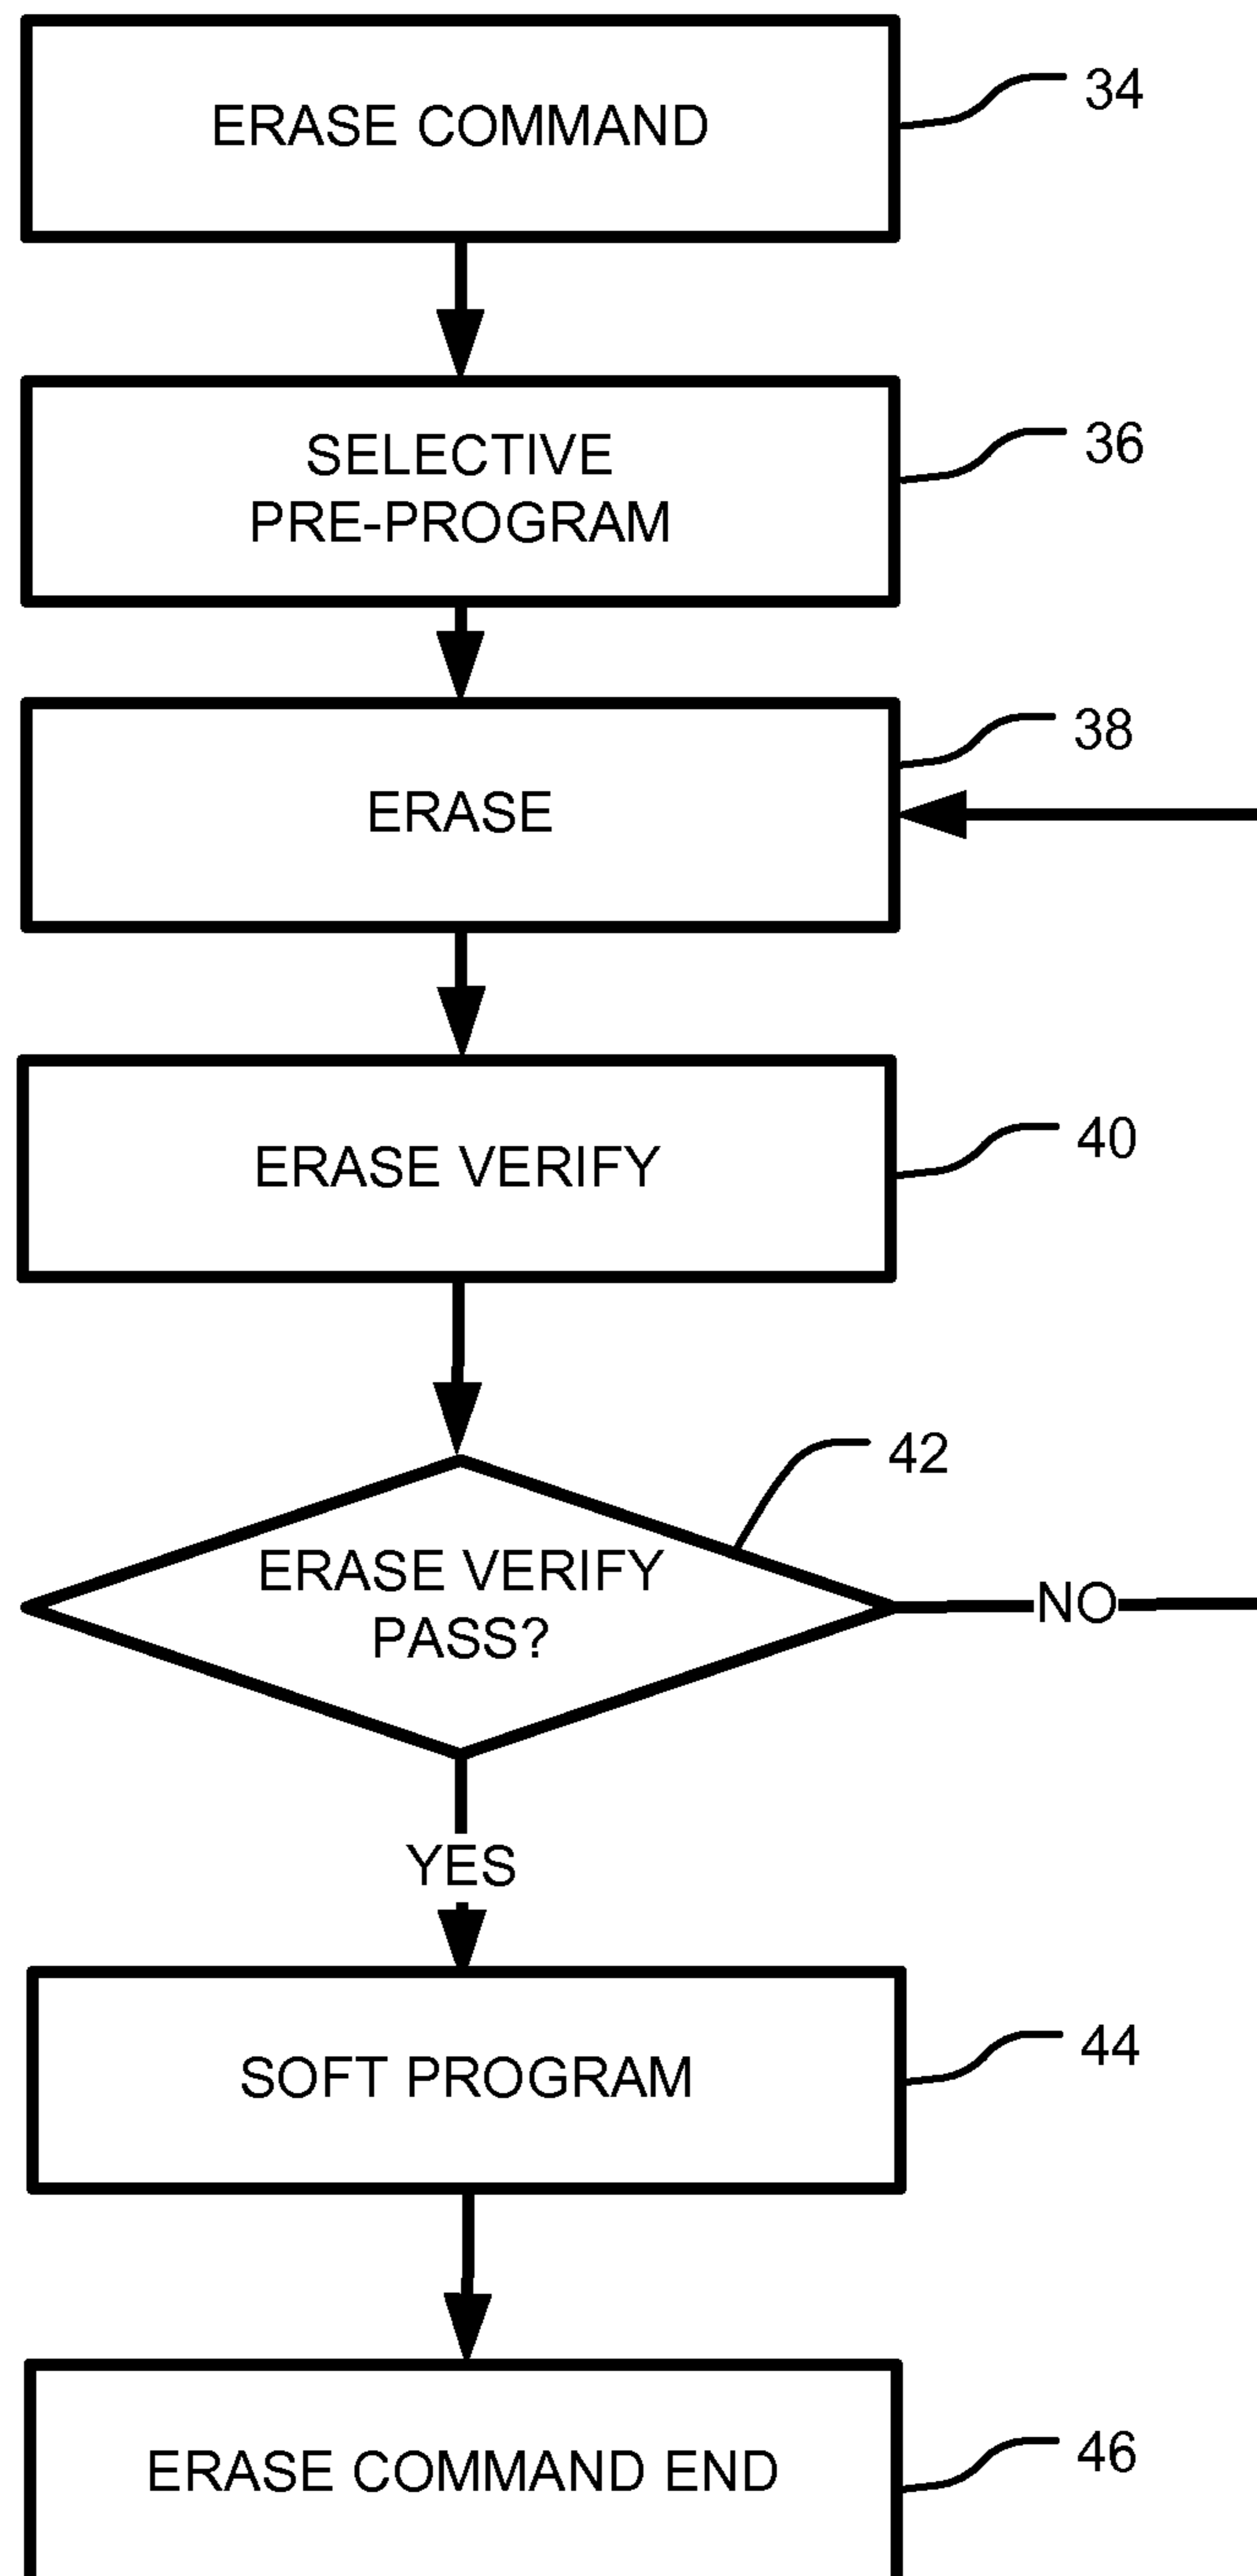 ERASE COMMAND
34
SELECTIVE
PRE-PROGRAM
36
38
ERASE
ERASE VERIFY
40
42
ERASE VERIFY
PASS?
NO
YES
SOFT PROGRAM
44
ERASE COMMAND END
46